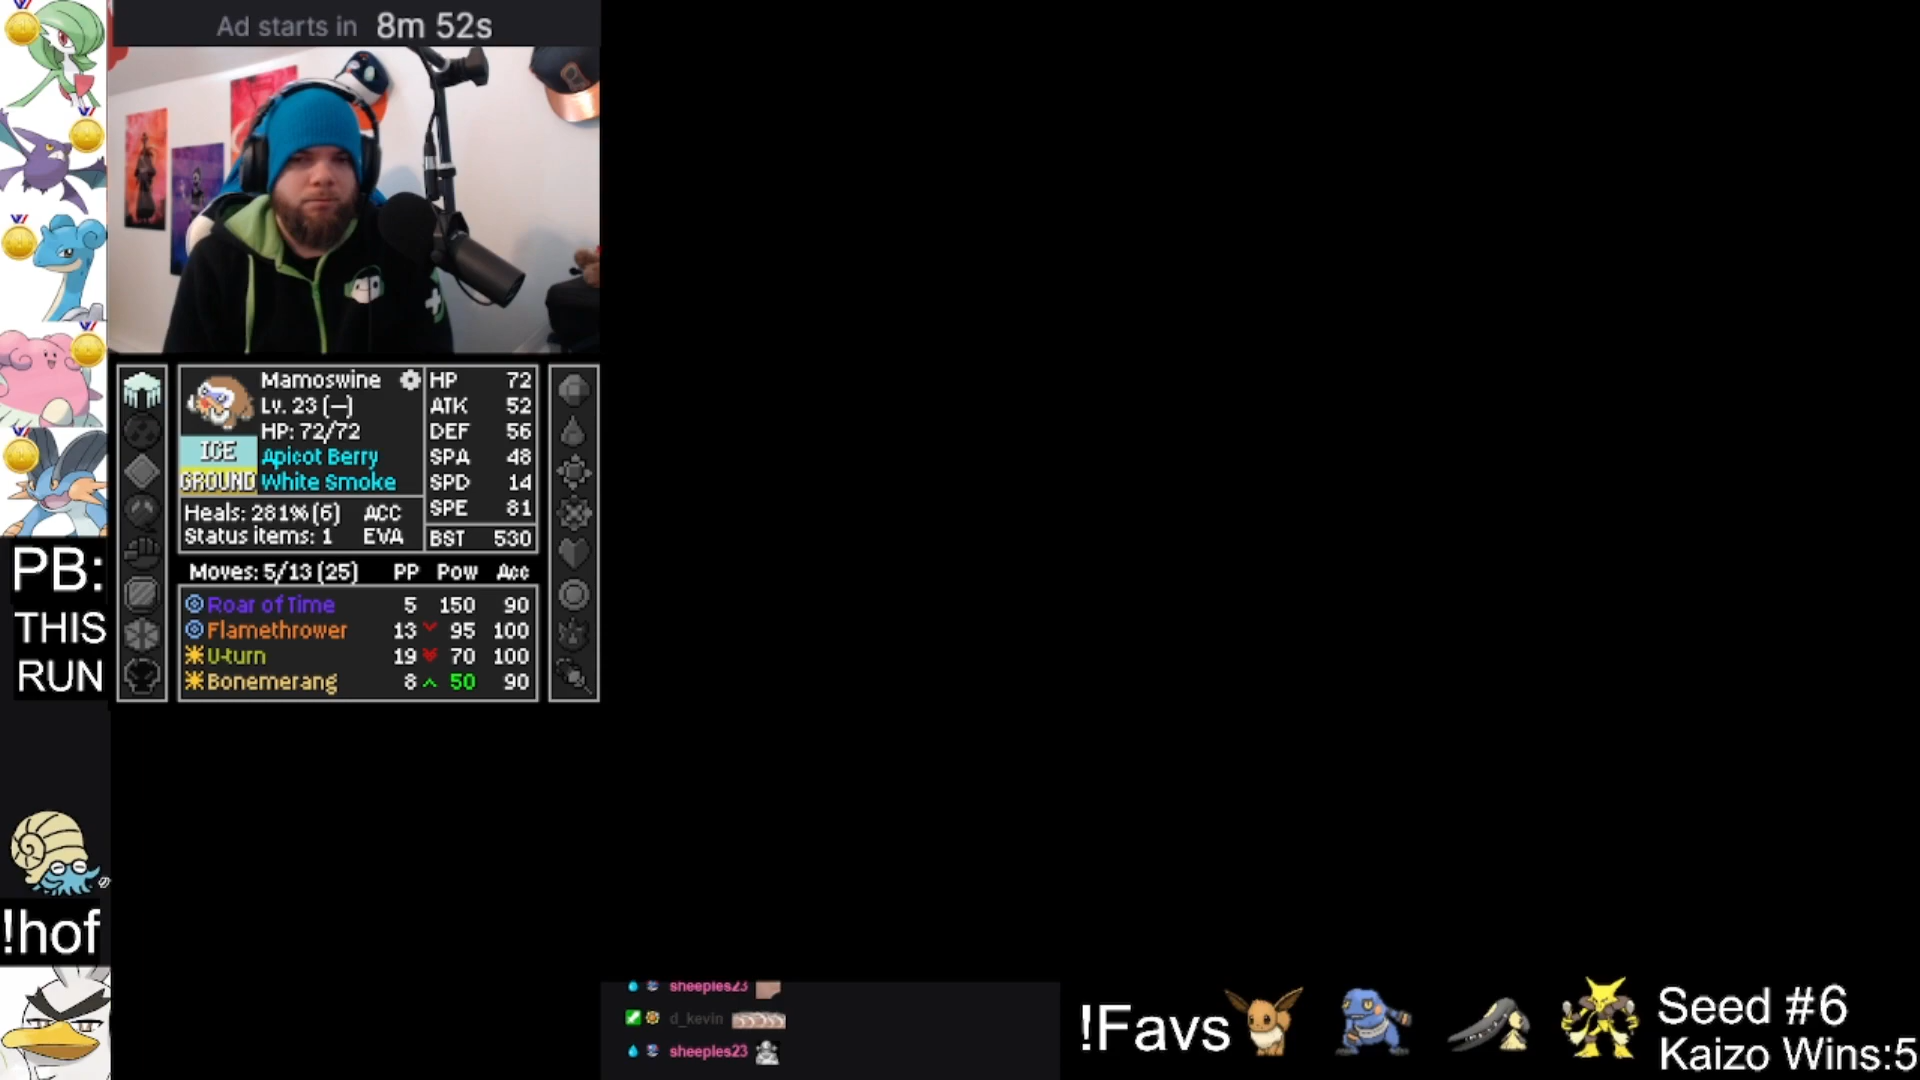 Ad starts in 8m 52s
Mamoswine
Lv. 23 (—)
HP: 72/72
ICE
Apicot Berry
GROUND
White Smoke
Heals: 281% (6) ACC
Status items: 1 EVA
HP 72
ATK 52
DEF 56
SPA 48
SPD 14
SPE 81
BST 530
Moves: 5/13 (25) PP Pow Acc
Roar of Time 5 150 90
Flamethrower 13 95 100
U-turn 19 70 100
Bonemerang 8 50 90
PB:
THIS
RUN
!hof
sheeples23
d_kevin
sheeples23
!Favs
Seed #6
Kaizo Wins:5